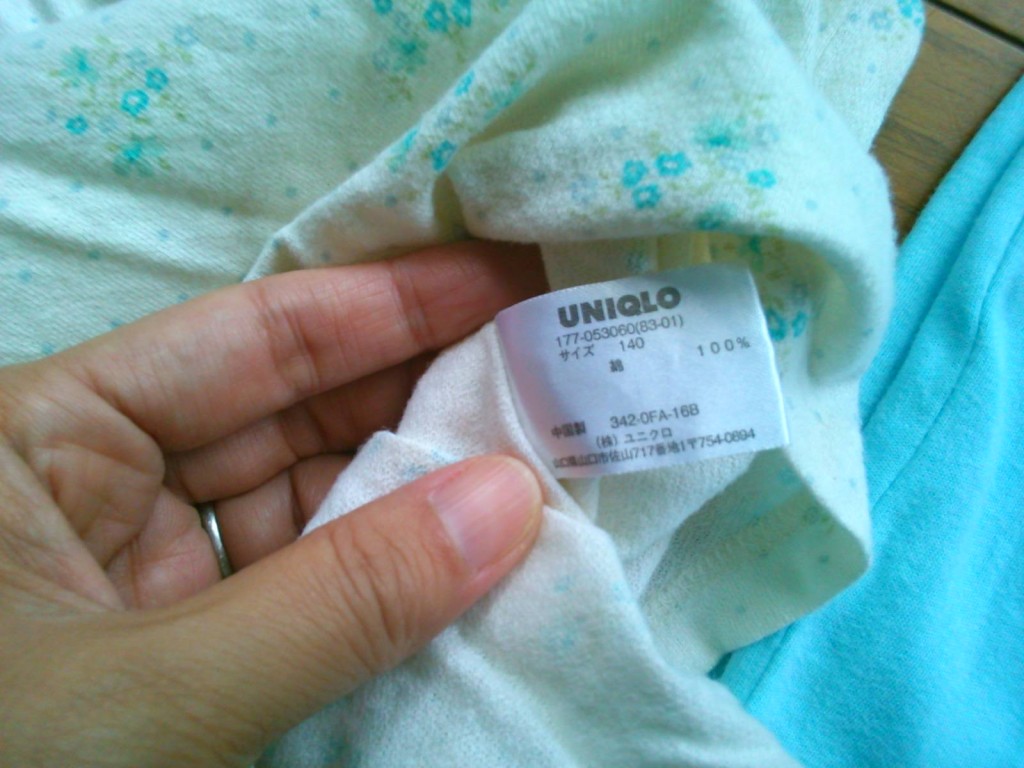 UNIQLO
177-053060(83-01)
サイズ 140
綿 100%
342-0FA-16B
中国製 (株) ユニクロ
山口県山口市佐山717番地1〒754-0894